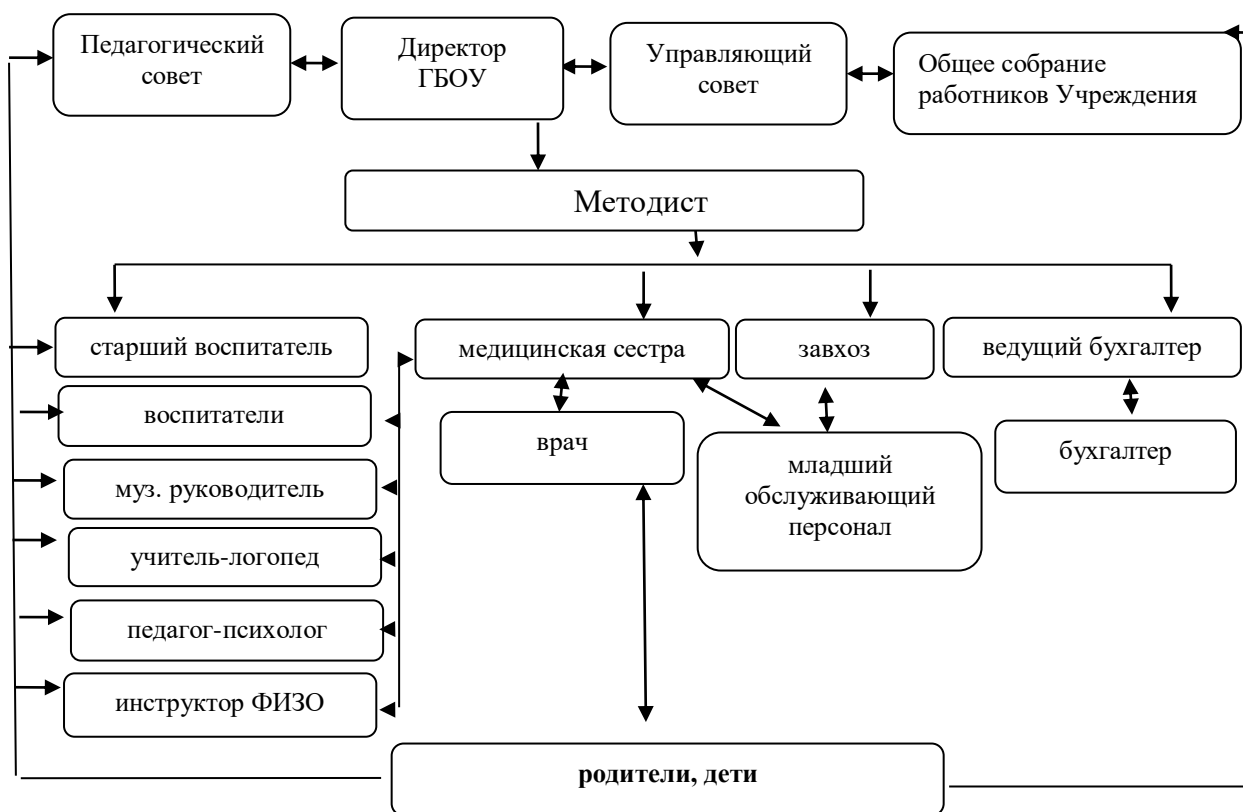 Педагогический
совет
Директор
ГБОУ
Управляющий
совет
Общее собрание
работников Учреждения
Методист
старший воспитатель
медицинская сестра
завхоз
ведущий бухгалтер
воспитатели
врач
младший
обслуживающий
персонал
бухгалтер
муз. руководитель
учитель-логопед
педагог-психолог
инструктор ФИЗО
родители, дети